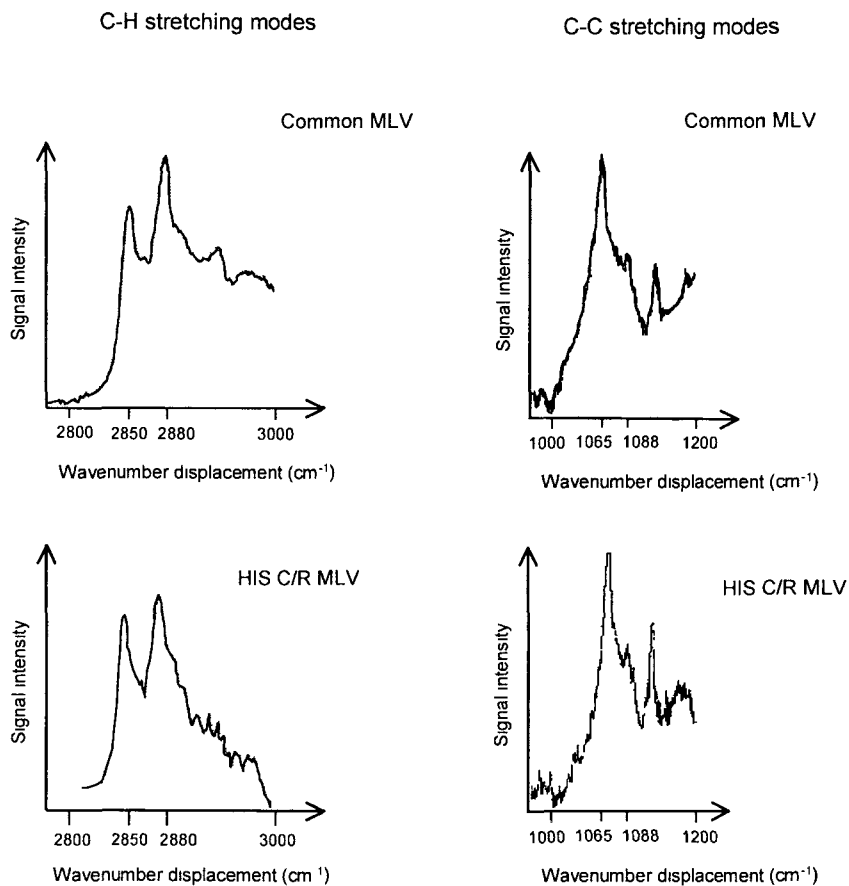 C-H stretching modes
C-C stretching modes
Common MLV
Signal intensity
2800 2850 2880 3000
Wavenumber displacement (cm-1)
Common MLV
Signal intensity
1000 1065 1088 1200
Wavenumber displacement (cm-1)
HIS C/R MLV
Signal intensity
2800 2850 2880 3000
Wavenumber displacement (cm 1)
HIS C/R MLV
Signal intensity
1000 1065 1088 1200
Wavenumber displacement (cm-1)